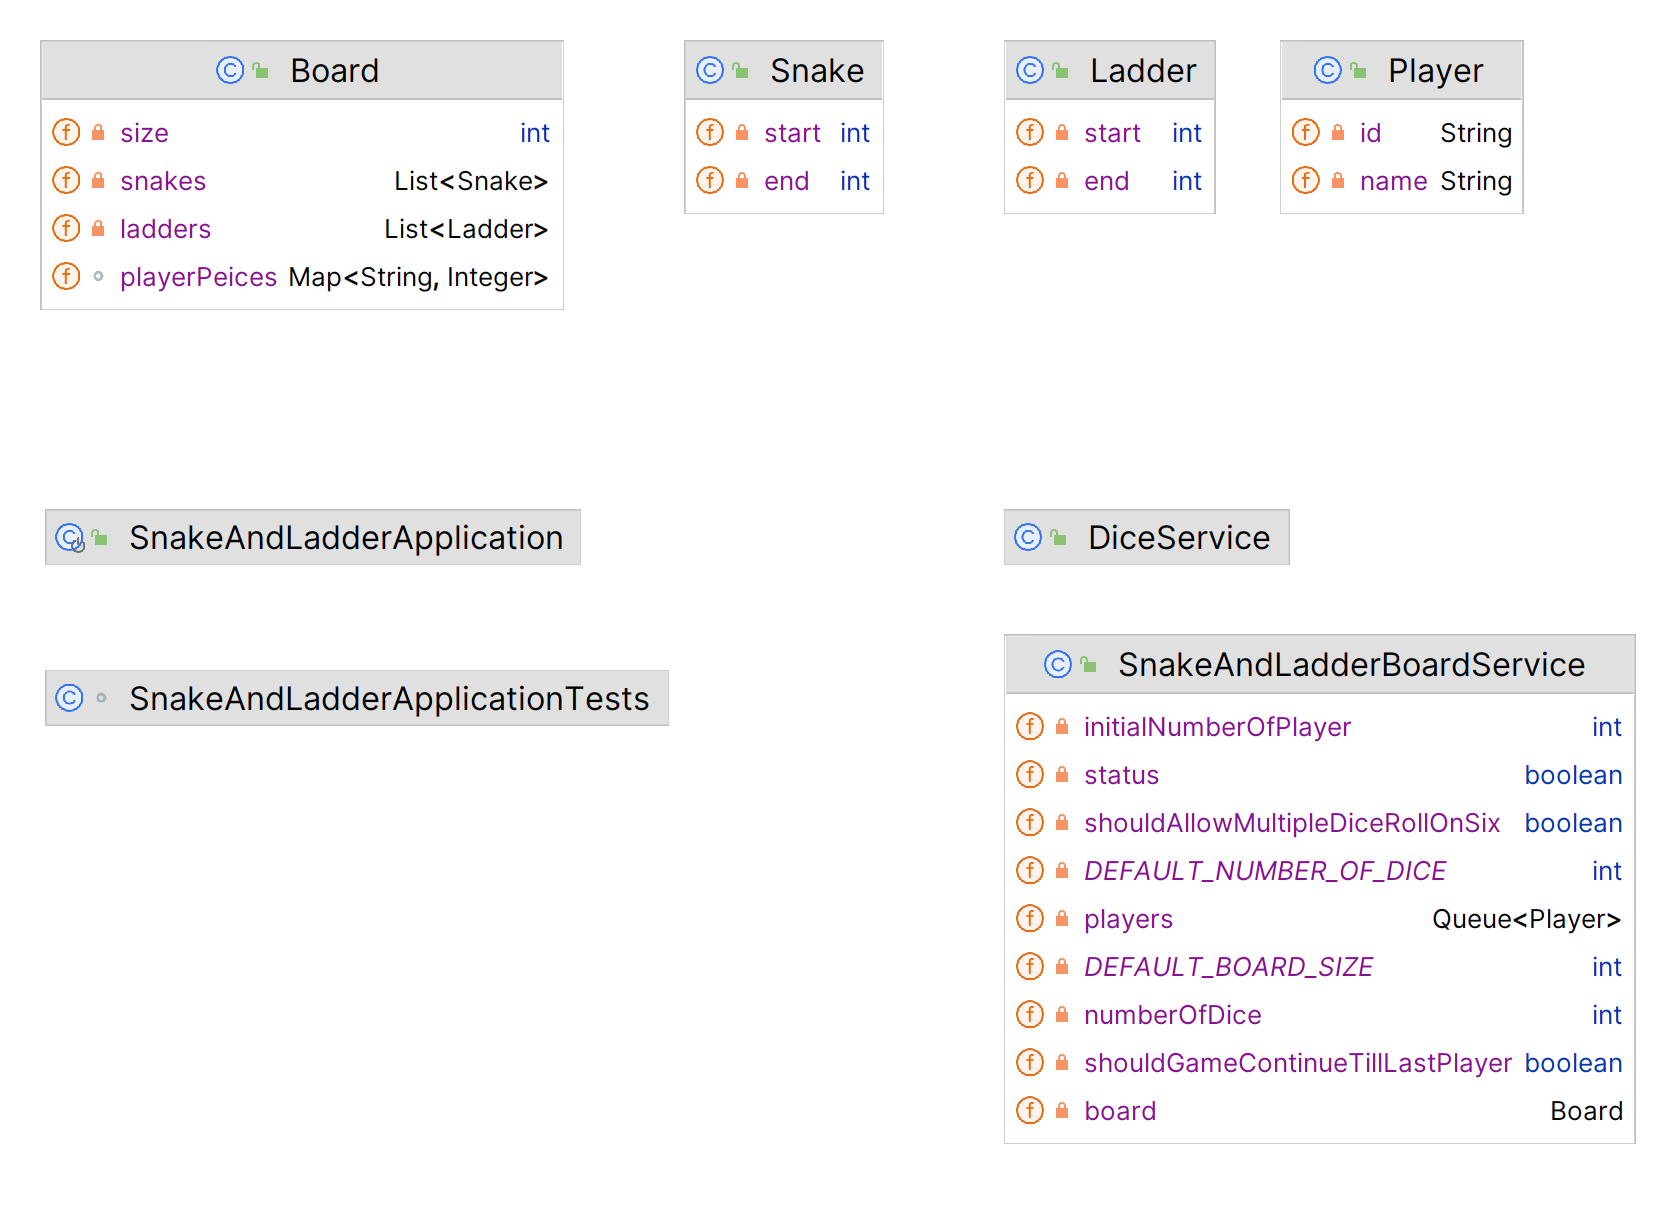 Board
size int
snakes List<Snake>
ladders List<Ladder>
playerPeices Map<String, Integer>
Snake
start int
end int
Ladder
start int
end int
Player
id String
name String
SnakeAndLadderApplication
DiceService
SnakeAndLadderApplicationTests
SnakeAndLadderBoardService
initialNumberOfPlayer int
status boolean
shouldAllowMultipleDiceRollOnSix boolean
DEFAULT_NUMBER_OF_DICE int
players Queue<Player>
DEFAULT_BOARD_SIZE int
numberOfDice int
shouldGameContinueTillLastPlayer boolean
board Board